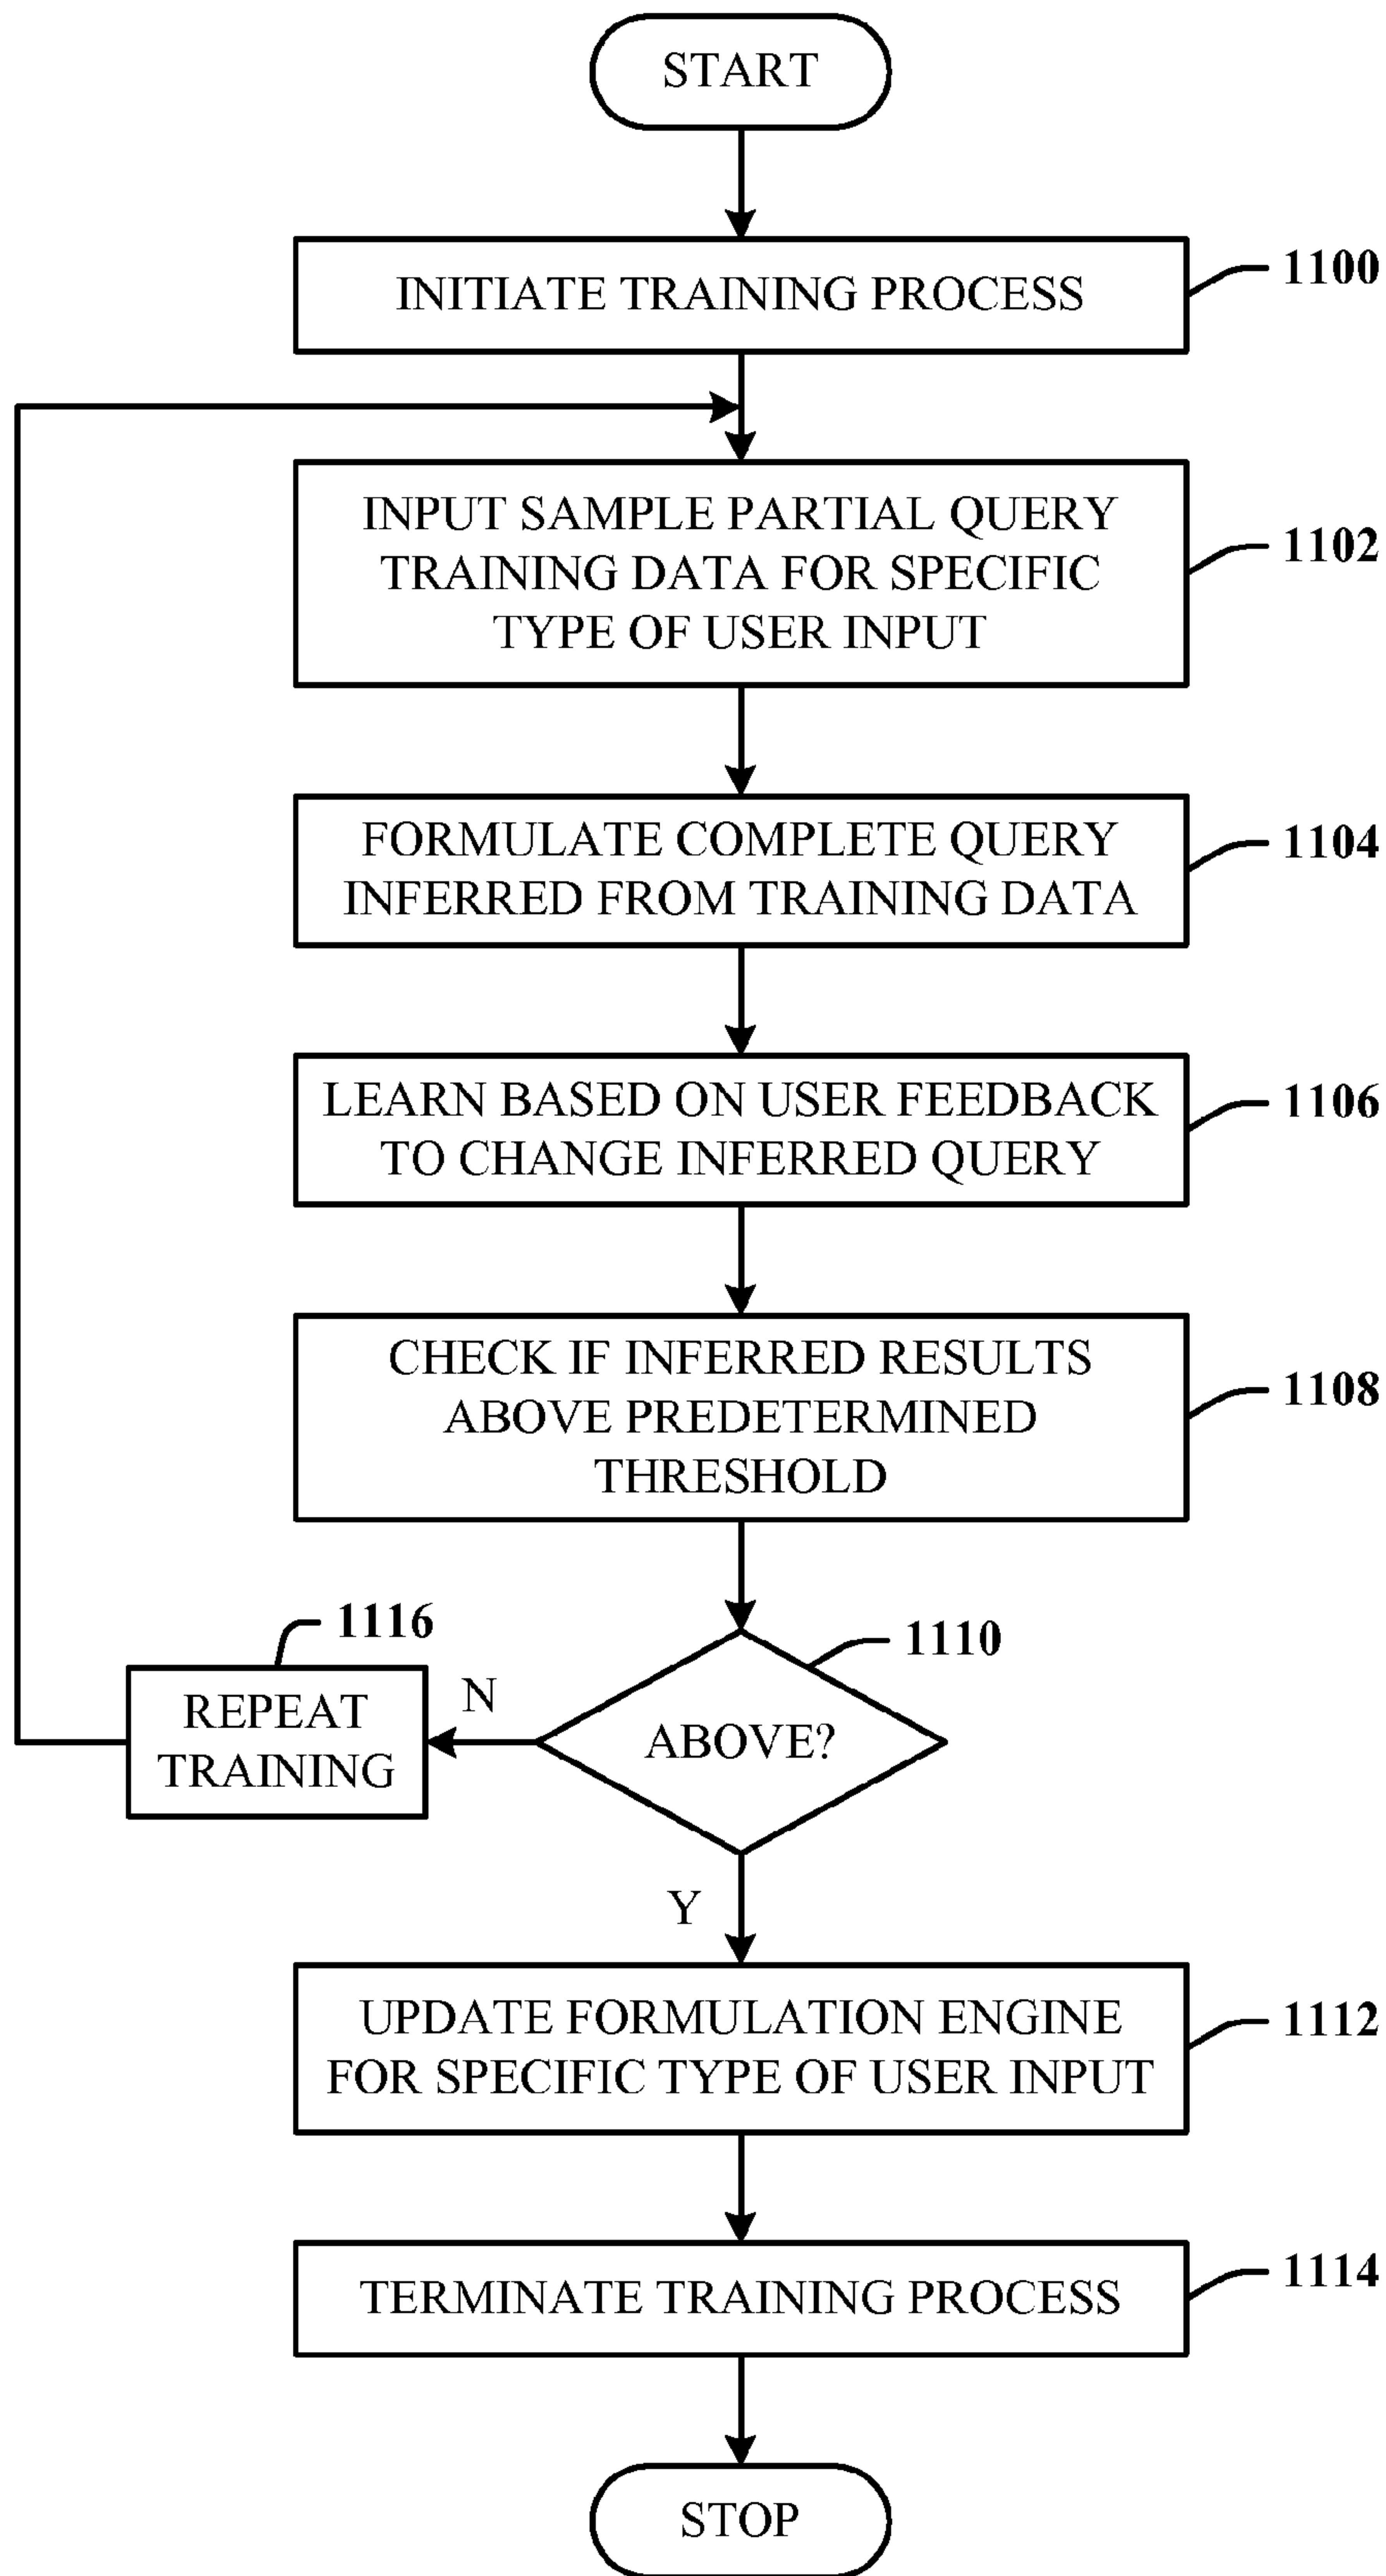 START
INITIATE TRAINING PROCESS
1100
INPUT SAMPLE PARTIAL QUERY
TRAINING DATA FOR SPECIFIC
TYPE OF USER INPUT
1102
FORMULATE COMPLETE QUERY
INFERRED FROM TRAINING DATA
1104
LEARN BASED ON USER FEEDBACK
TO CHANGE INFERRED QUERY
1106
CHECK IF INFERRED RESULTS
ABOVE PREDETERMINED
THRESHOLD
1108
1116
REPEAT
TRAINING
N
1110
ABOVE?
Y
UPDATE FORMULATION ENGINE
FOR SPECIFIC TYPE OF USER INPUT
1112
TERMINATE TRAINING PROCESS
1114
STOP